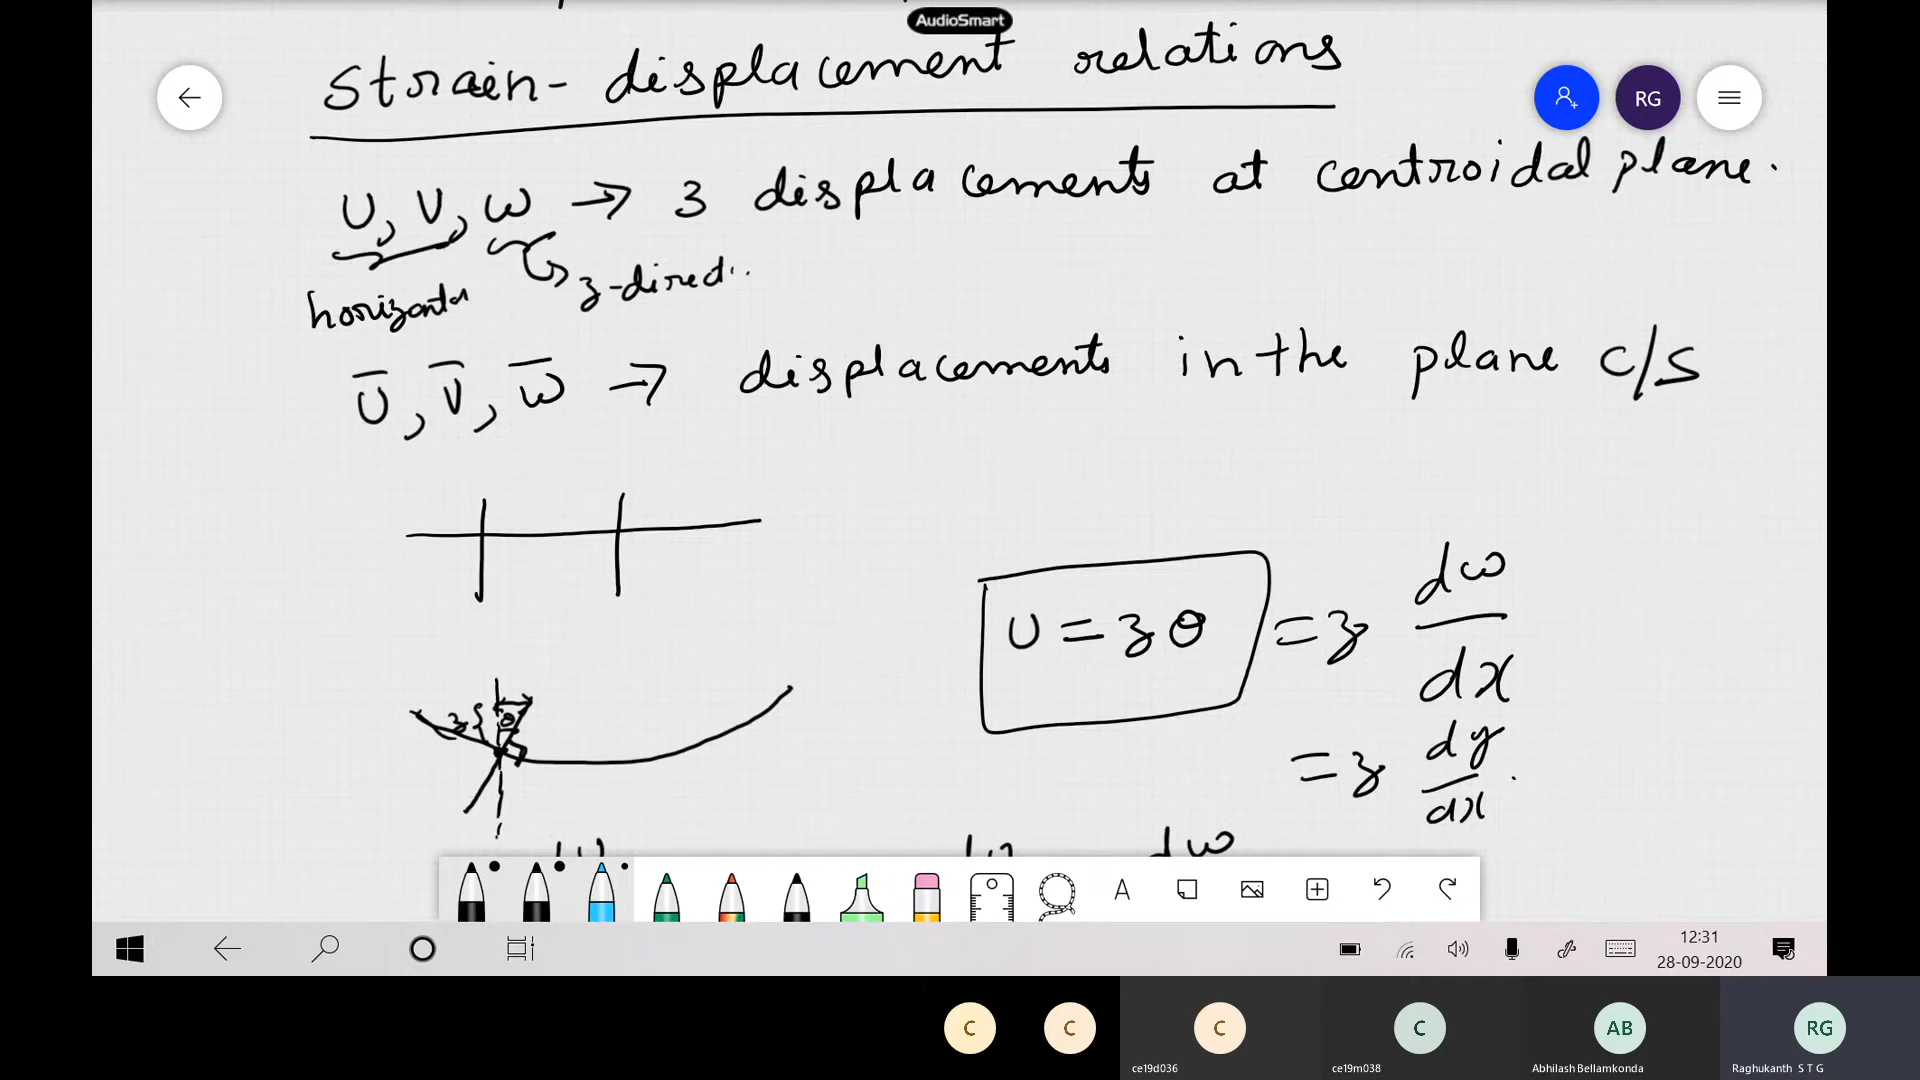 AudioSmart
Strain-displacement relations
RG
U, V, w → 3 displacements at centroidal plane.
z-direct..
horizontal
U̅, V̅, w̅ → displacements in the plane c/s
U = zθ = z dw/dx
z θ
= z dy/dx
dw
A
12:31
28-09-2020
C C C C AB RG
ce19d036 ce19m038 Abhilash Bellamkonda Raghukanth S T G